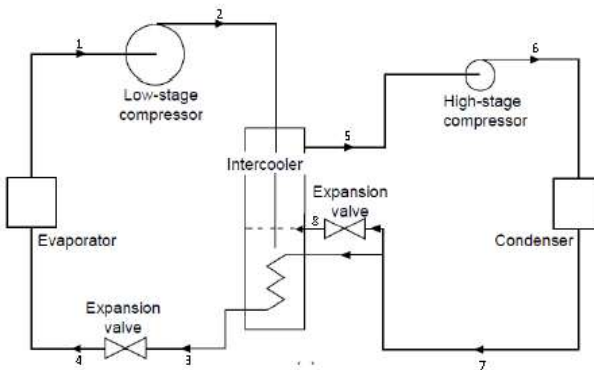 1
2
6
Low-stage
compressor
High-stage
compressor
5
Intercooler
Expansion
valve
8
Evaporator
Condenser
Expansion
valve
4
3
7